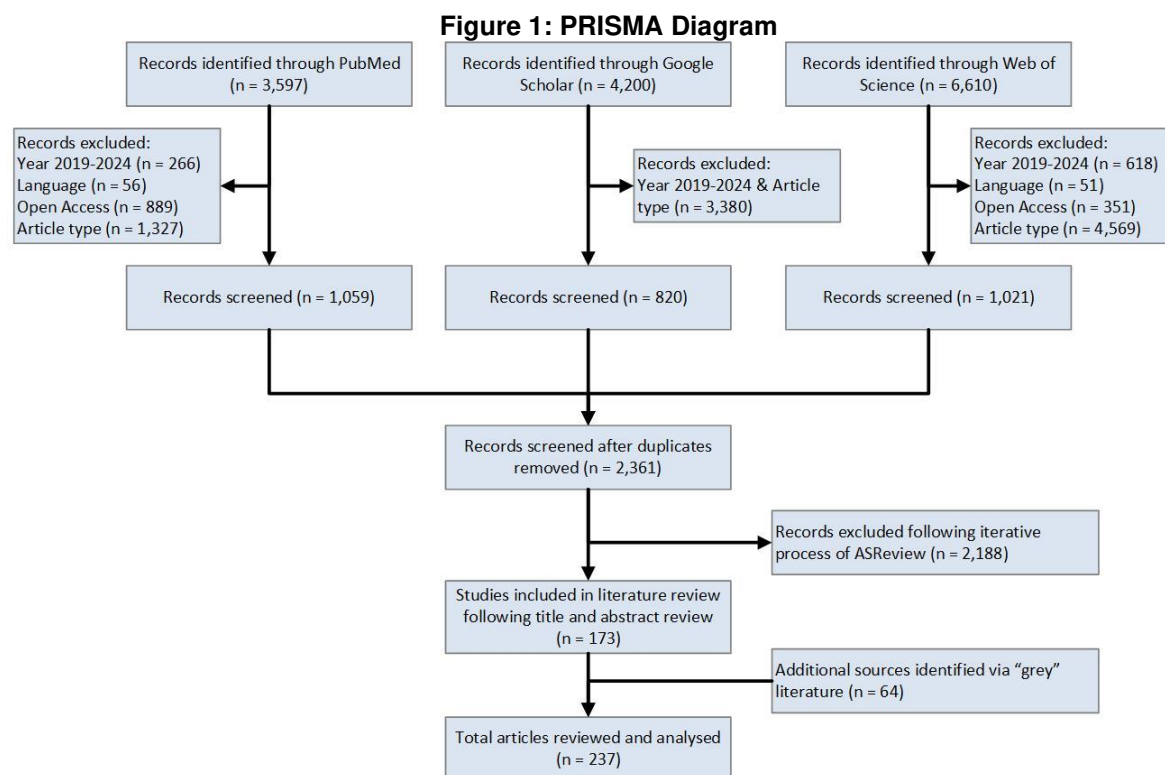 Figure 1: PRISMA Diagram
Records identified through PubMed
(n = 3,597)
Records identified through Google
Scholar (n = 4,200)
Records identified through Web of
Science (n = 6,610)
Records excluded:
Year 2019-2024 (n = 266)
Language (n = 56)
Open Access (n = 889)
Article type (n = 1,327)
Records excluded:
Year 2019-2024 & Article
type (n = 3,380)
Records excluded:
Year 2019-2024 (n = 618)
Language (n = 51)
Open Access (n = 351)
Article type (n = 4,569)
Records screened (n = 1,059)
Records screened (n = 820)
Records screened (n = 1,021)
Records screened after duplicates
removed (n = 2,361)
Records excluded following iterative
process of ASReview (n = 2,188)
Studies included in literature review
following title and abstract review
(n = 173)
Additional sources identified via “grey”
literature (n = 64)
Total articles reviewed and analysed
(n = 237)